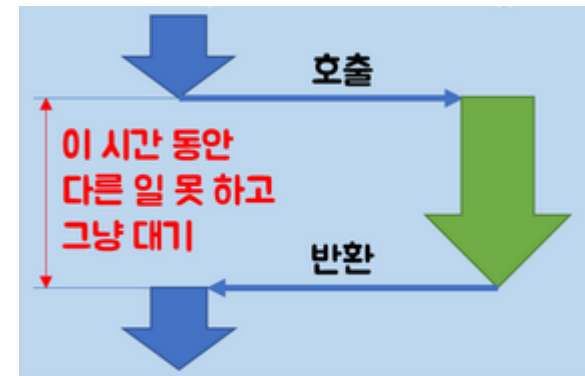 호출
이 시간 동안
다른 일 못 하고
그냥 대기
반환